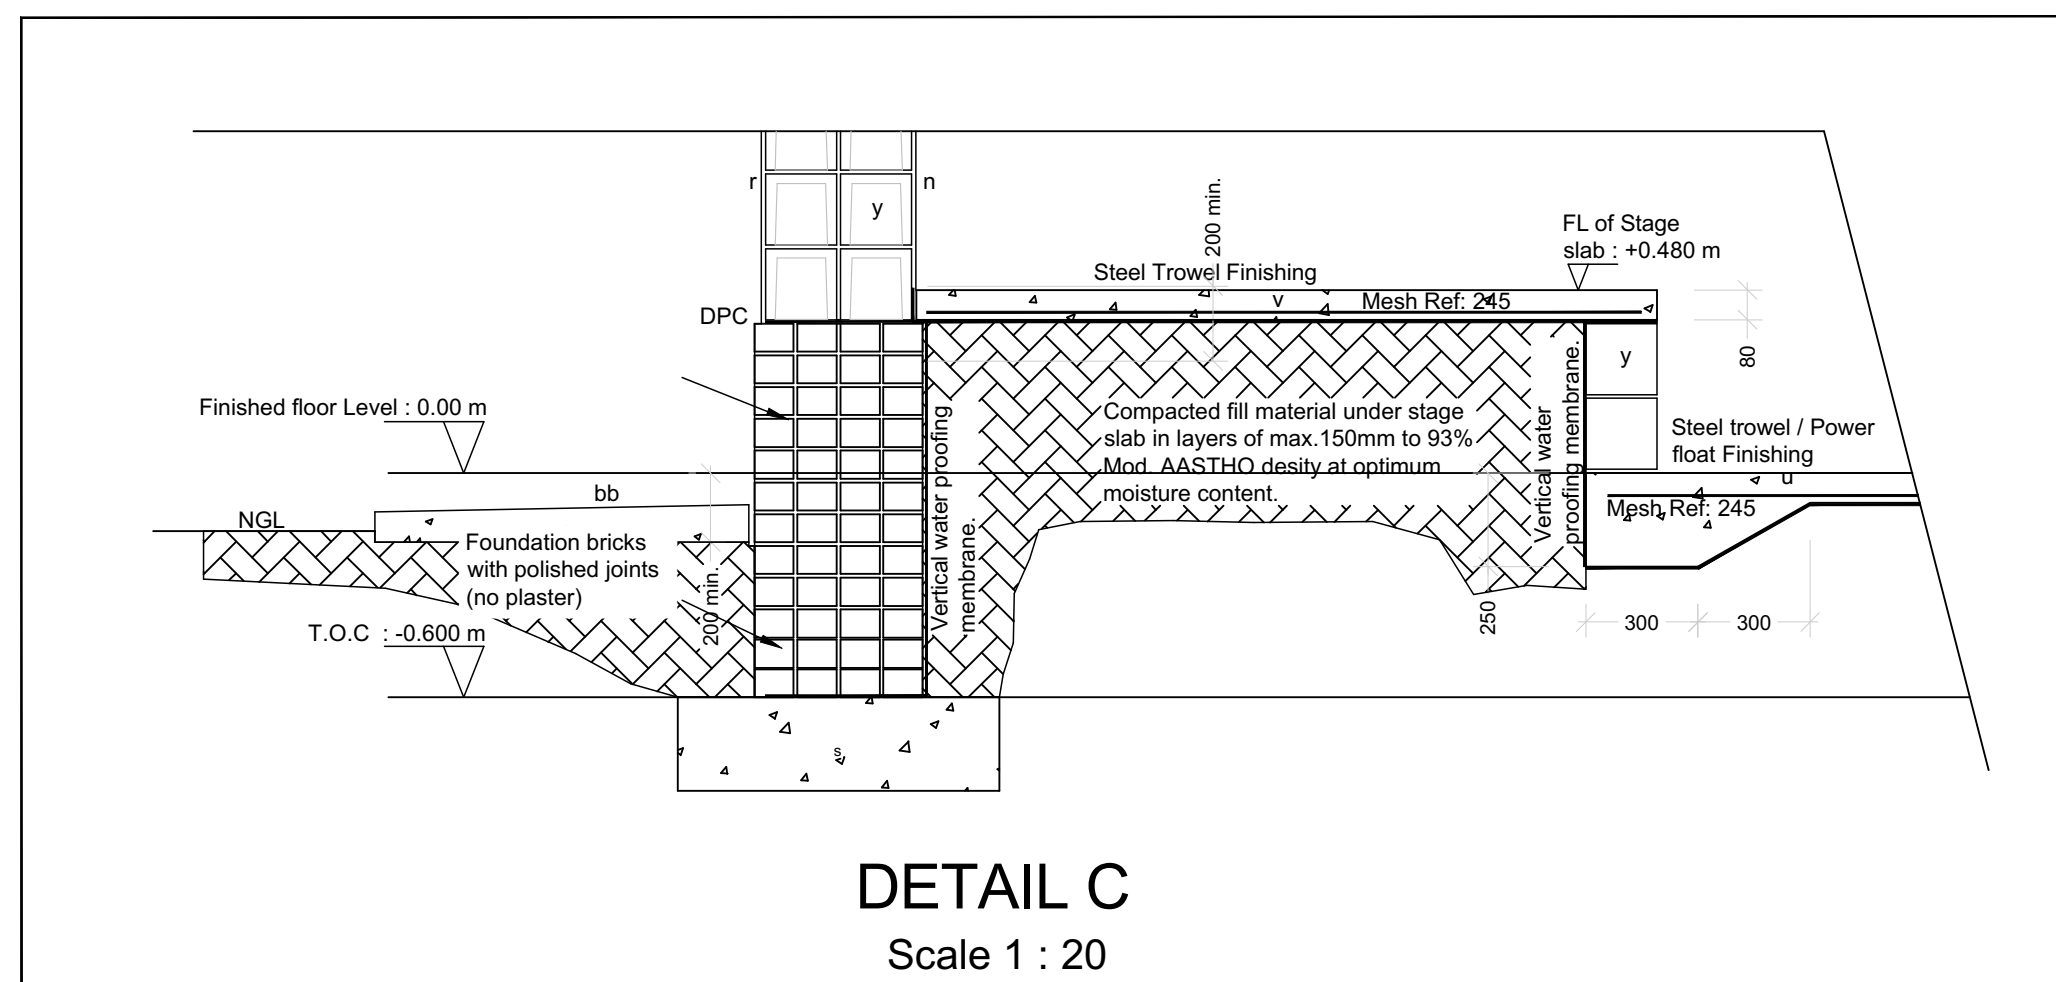 r
n
y
200 min.
FL of Stage
slab : +0.480 m
Steel Trowel Finishing
v
Mesh Ref: 245
DPC
80
y
Finished floor Level : 0.00 m
Vertical water proofing
membrane.
Compacted fill material under stage
slab in layers of max.150mm to 93%
Mod. AASTHO desity at optimum
moisture content.
Vertical water
proofing membrane.
Steel trowel / Power
float Finishing
u
Mesh Ref: 245
bb
NGL
Foundation bricks
with polished joints
(no plaster)
200 min.
250
300
300
T.O.C : -0.600 m
s
DETAIL C
Scale 1 : 20